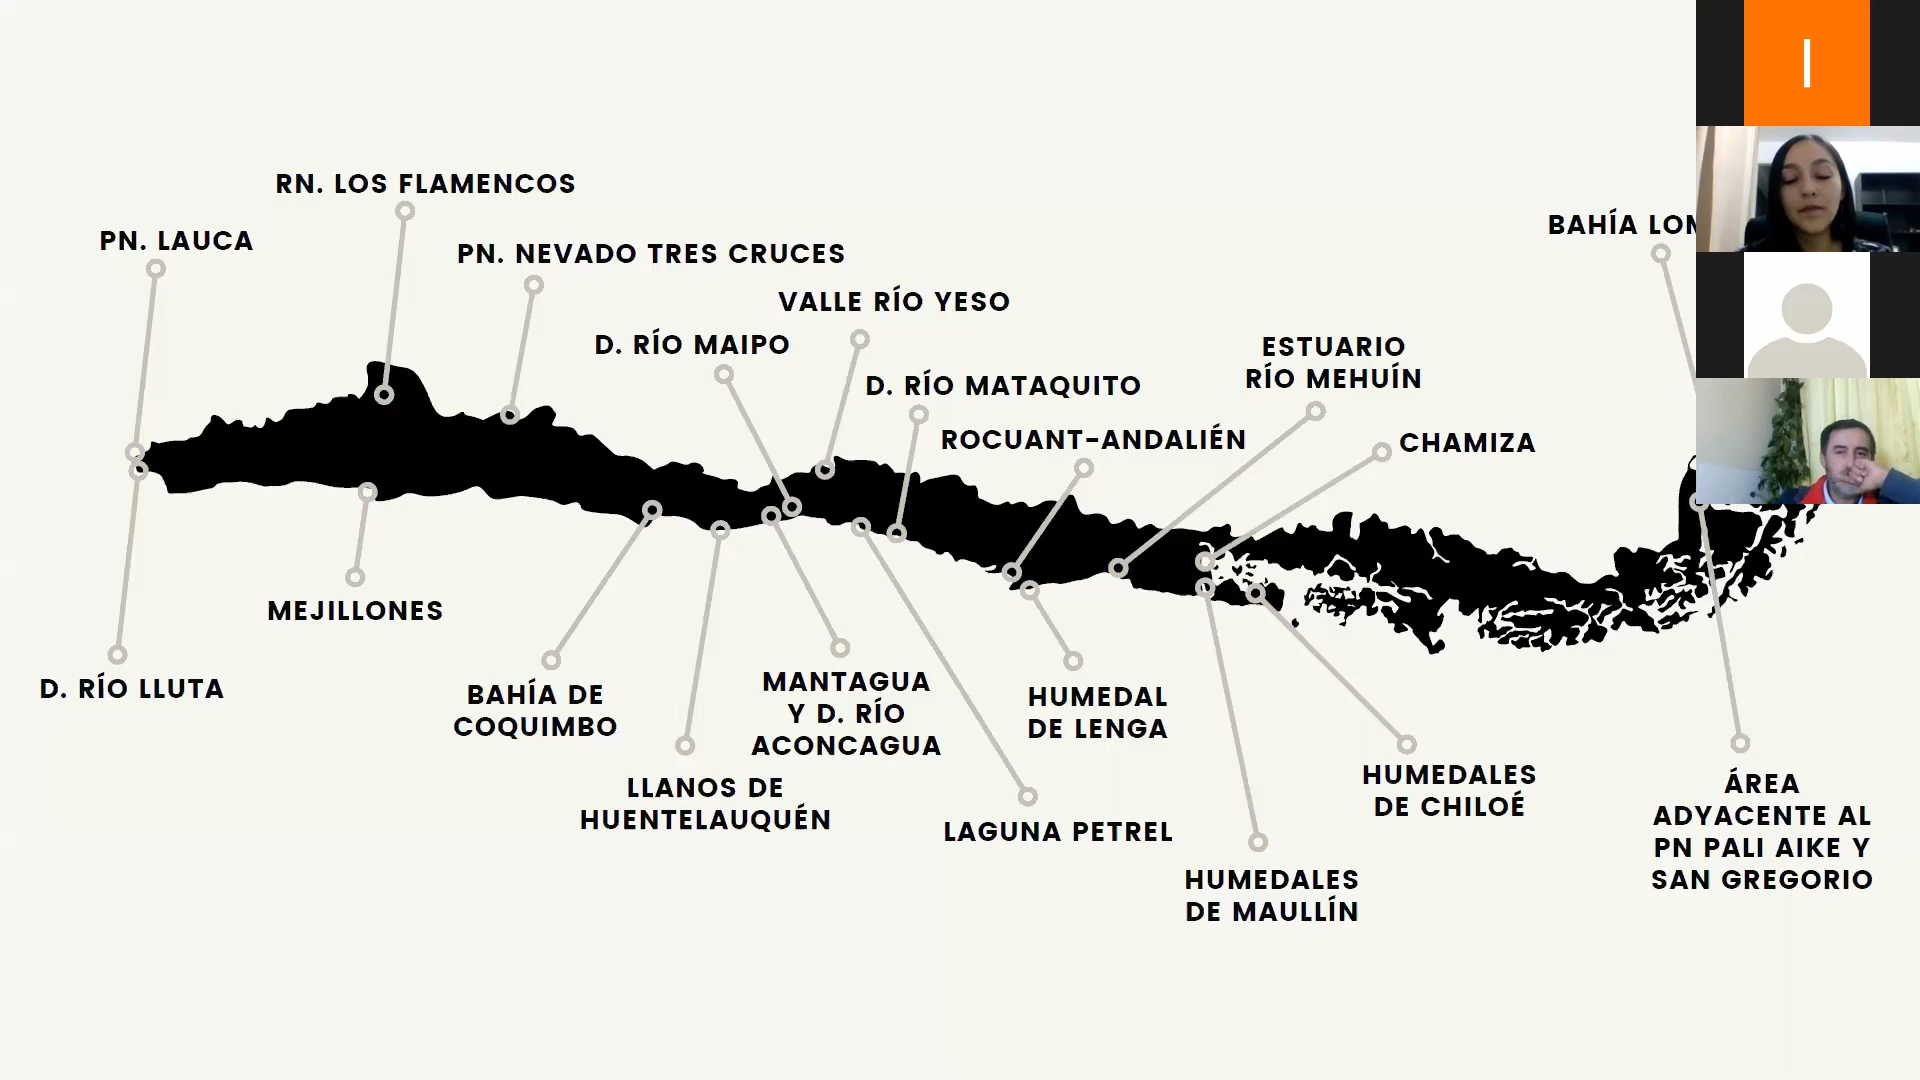 I
RN. LOS FLAMENCOS
BAHÍA
PN. LAUCA
PN. NEVADO TRES CRUCES
VALLE RÍO YESO
D. RÍO MAIPO
ESTUARIO
RÍO MEHUÍN
D. RÍO MATAQUITO
ROCUANT-ANDALIÉN
CHAMIZA
MEJILLONES
D. RÍO LLUTA
BAHÍA DE
COQUIMBO
MANTAGUA
Y D. RÍO
ACONCAGUA
HUMEDAL
DE LENGA
LLANOS DE
HUENTELAUQUÉN
LAGUNA PETREL
HUMEDALES
DE CHILOÉ
ÁREA
ADYACENTE AL
PN PALI AIKE Y
SAN GREGORIO
HUMEDALES
DE MAULLÍN